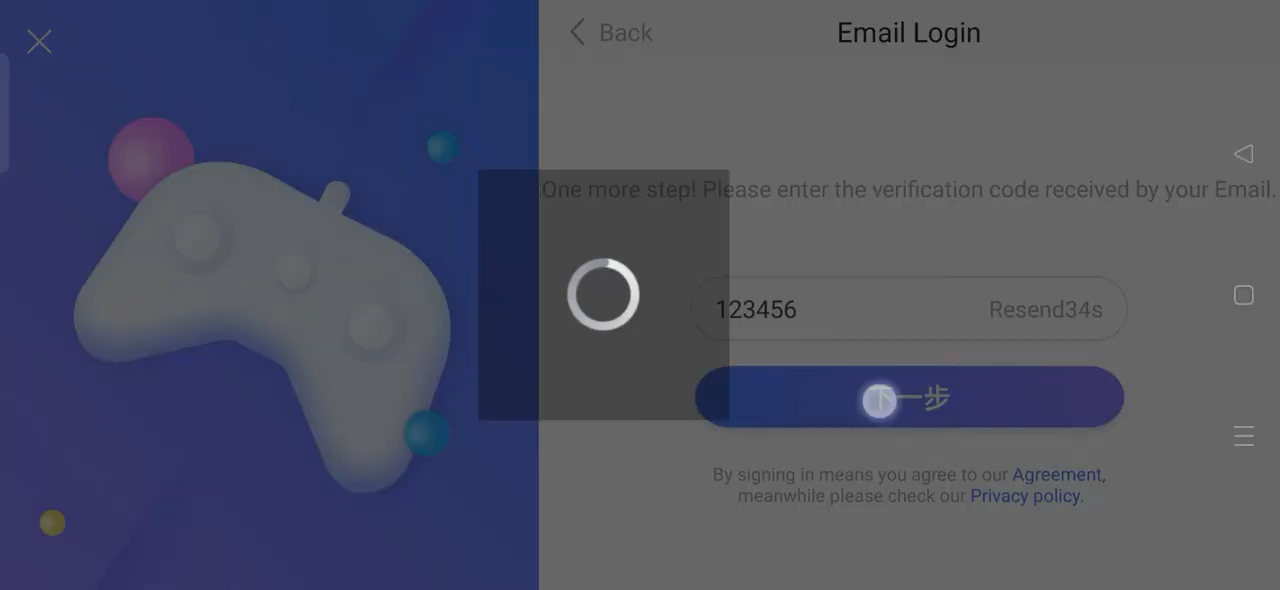 Back
Email Login
One more step! Please enter the verification code received by your Email.
123456
Resend34s
下一步
By signing in means you agree to our Agreement,
meanwhile please check our Privacy policy.